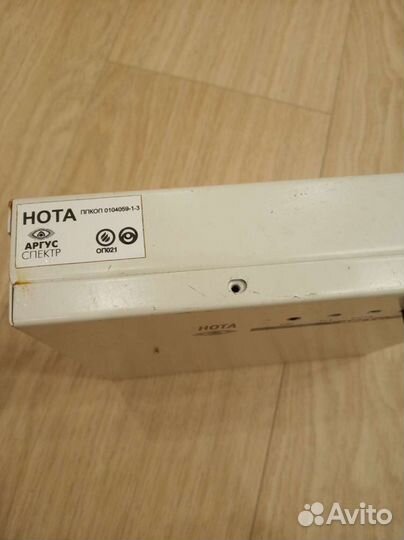 НОТА ППКОП 0104059-1-3
АРГУС
СПЕКТР
ОП021
НОТА
Avito